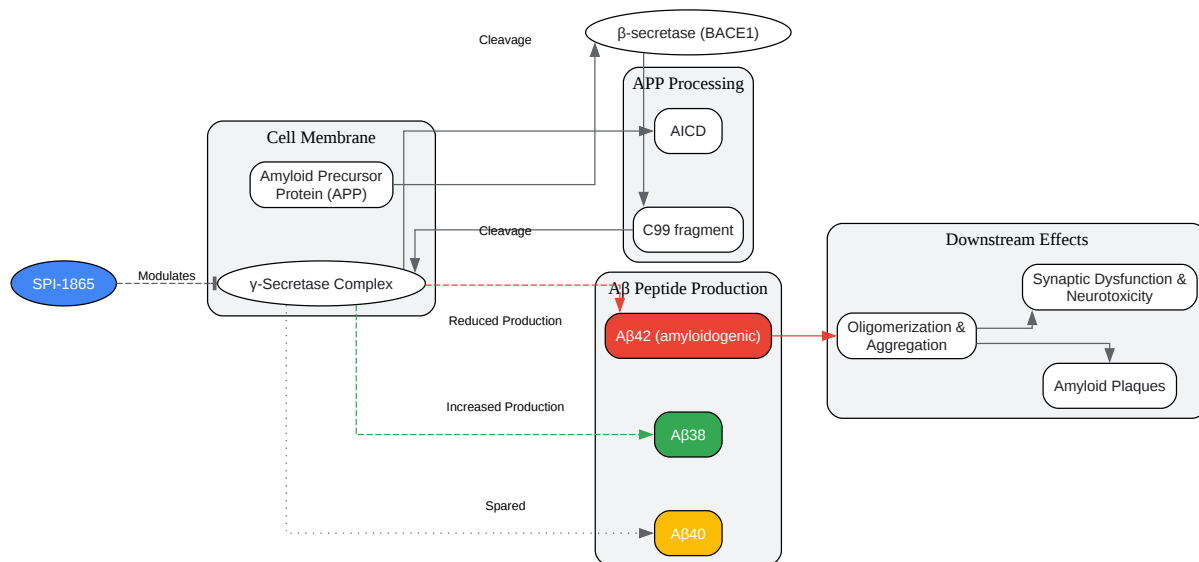 Cleavage
β-secretase (BACE1)
APP Processing
AICD
Cell Membrane
Amyloid Precursor
Protein (APP)
Cleavage
C99 fragment
SPI-1865
Modulates
γ-Secretase Complex
Aβ Peptide Production
Reduced Production
Aβ42 (amyloidogenic)
Downstream Effects
Synaptic Dysfunction &
Neurotoxicity
Oligomerization &
Aggregation
Amyloid Plaques
Increased Production
Aβ38
Spared
Aβ40